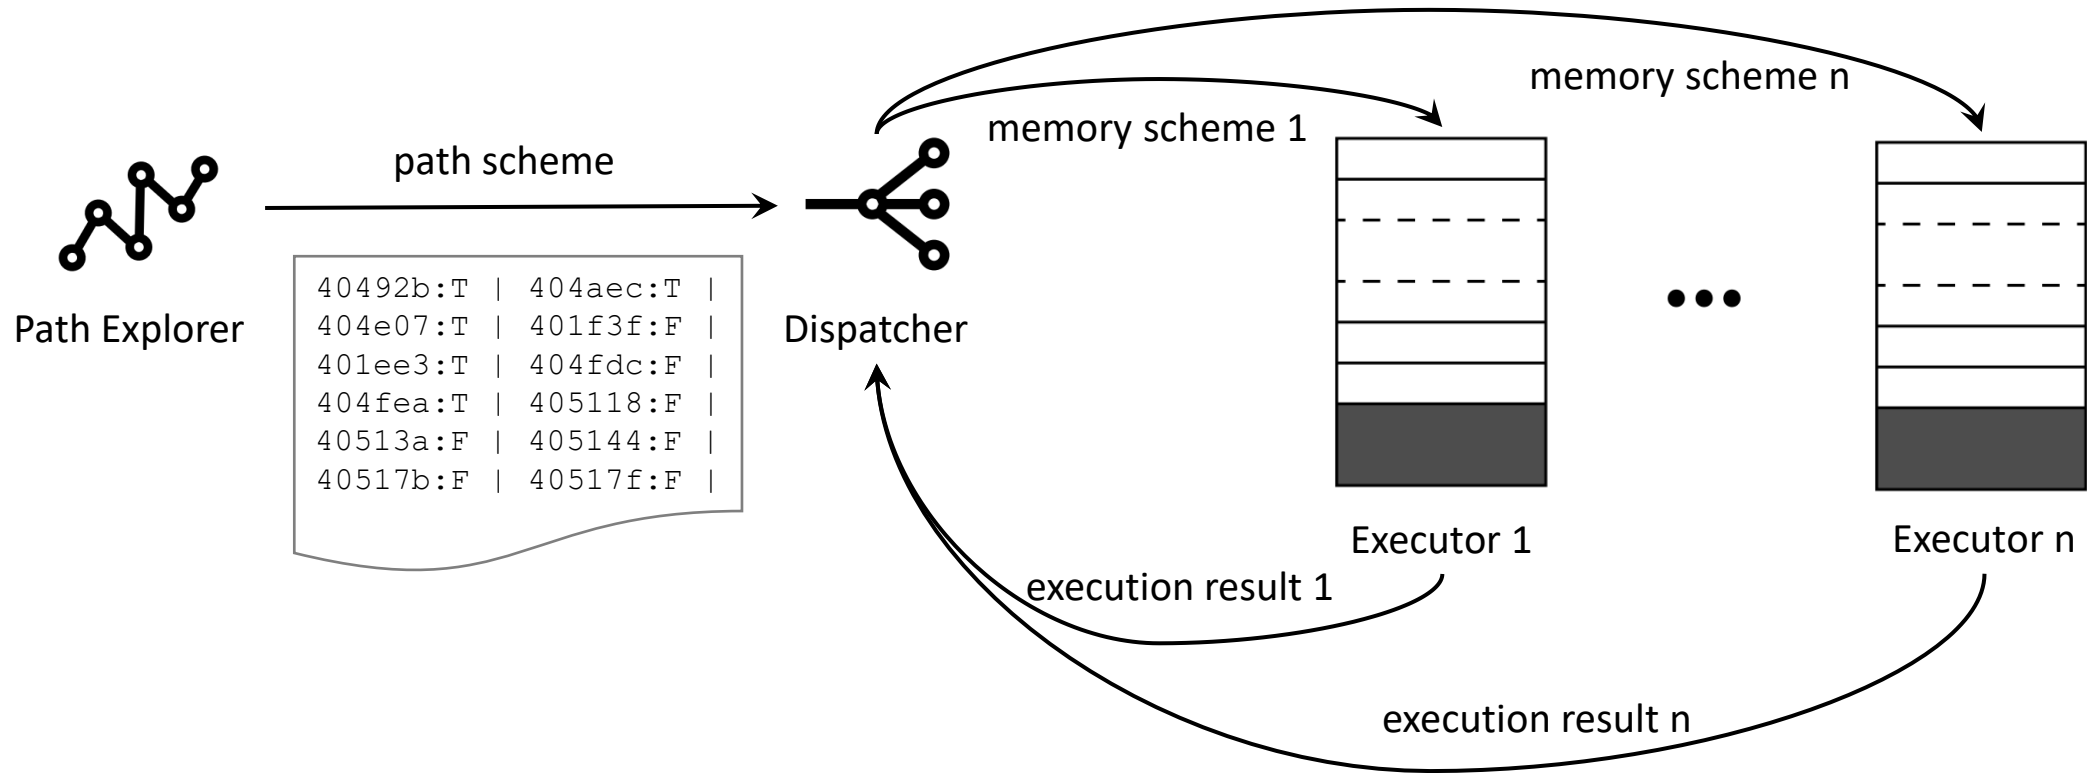 memory scheme n
memory scheme 1
path scheme
40492b:T | 404aec:T |
404e07:T | 401f3f:F |
401ee3:T | 404fdc:F |
404fea:T | 405118:F |
40513a:F | 405144:F |
40517b:F | 40517f:F |
Path Explorer
Dispatcher
Executor 1
Executor n
execution result 1
execution result n